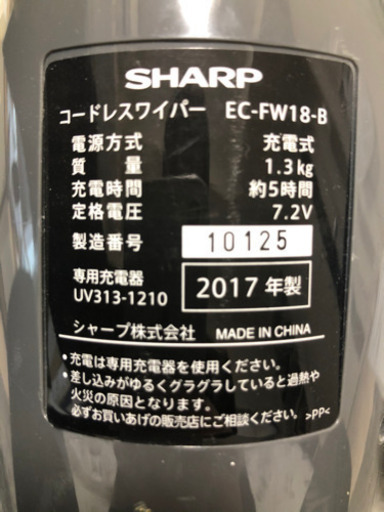 SHARP
コードレスワイパー EC-FW18-B
電源方式 充電式
質量 1.3kg
充電時間 約5時間
定格電圧 7.2V
製造番号 10125
専用充電器
UV313-1210
2017年製
シャープ株式会社 MADE IN CHINA
•充電は専用充電器を使用ください。
•差し込みがゆるくグラグラしていると過熱や
火災の原因となります。
必ずお買いあげの販売店にご相談ください。 >PP<